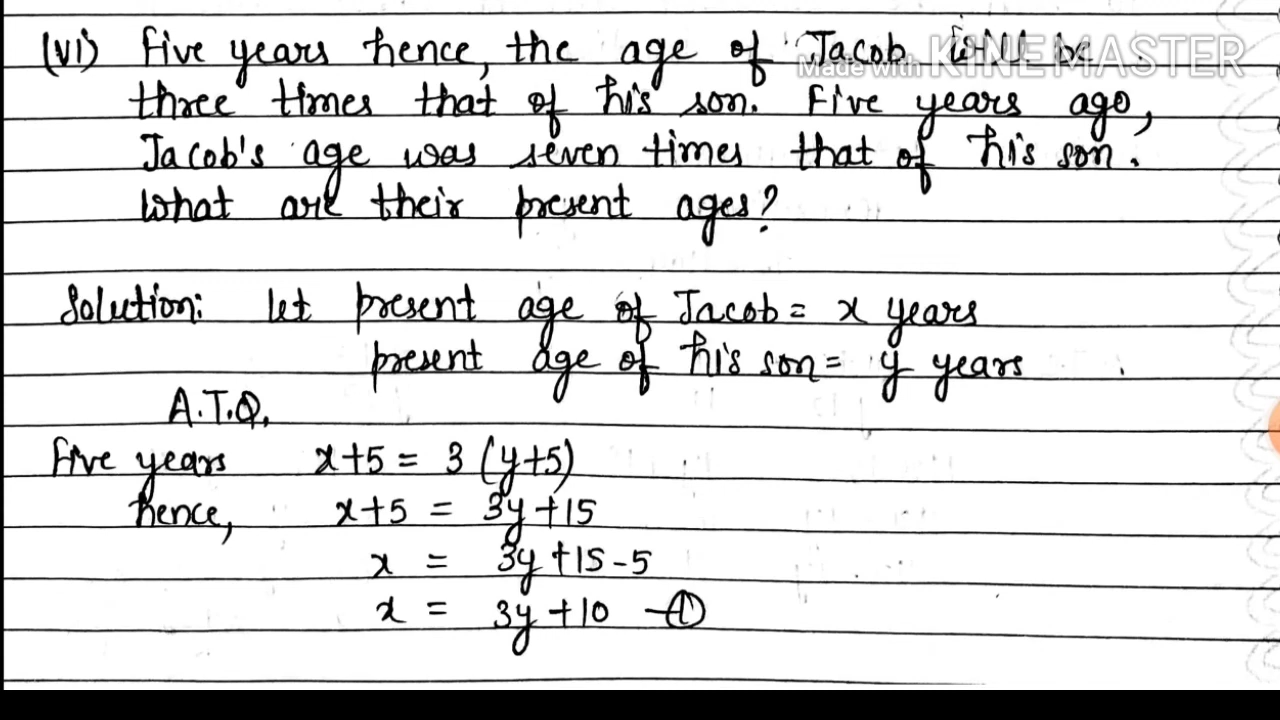 (vi) Five years hence, the age of Jacob will be
Made with KINEMASTER
three times that of his son. Five years ago,
Jacob's age was seven times that of his son.
What are their present ages?
Solution: let present age of Jacob = x years
present age of his son = y years
A.T.Q.
Five years x+5 = 3 (y+5)
hence, x+5 = 3y+15
x = 3y+15-5
x = 3y+10 -①